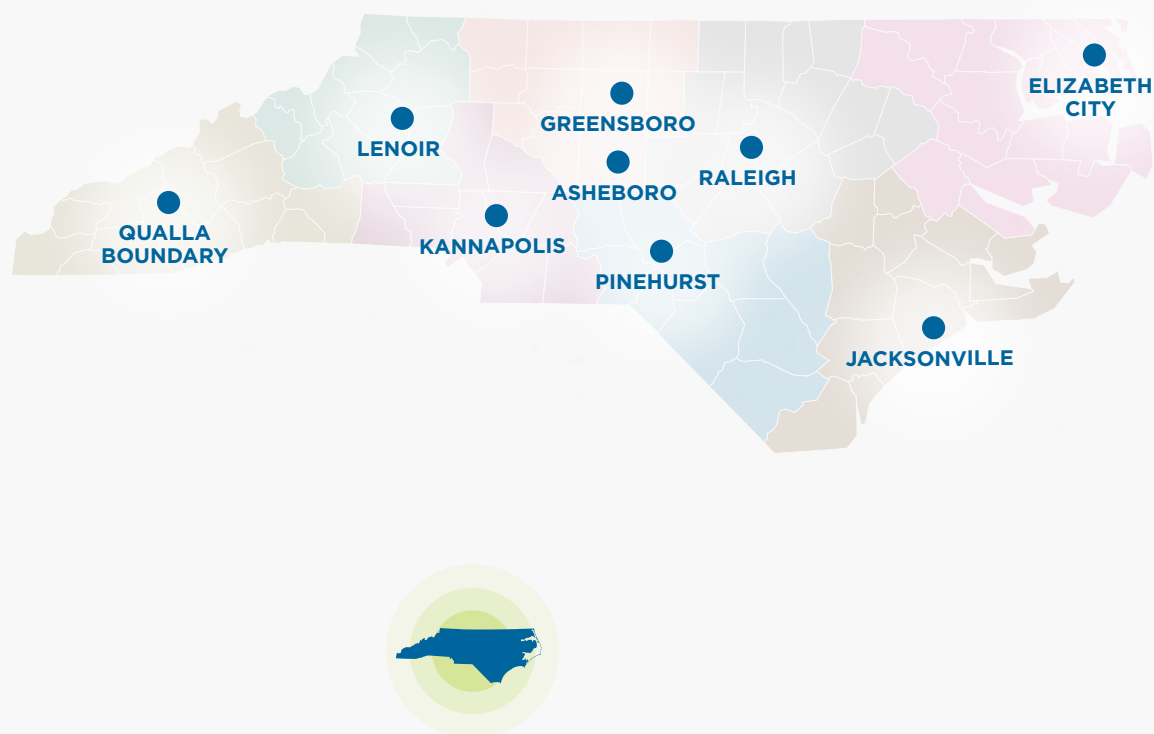 ELIZABETH
CITY
GREENSBORO
LENOIR
RALEIGH
ASHEBORO
QUALLA
BOUNDARY
KANNAPOLIS
PINEHURST
JACKSONVILLE